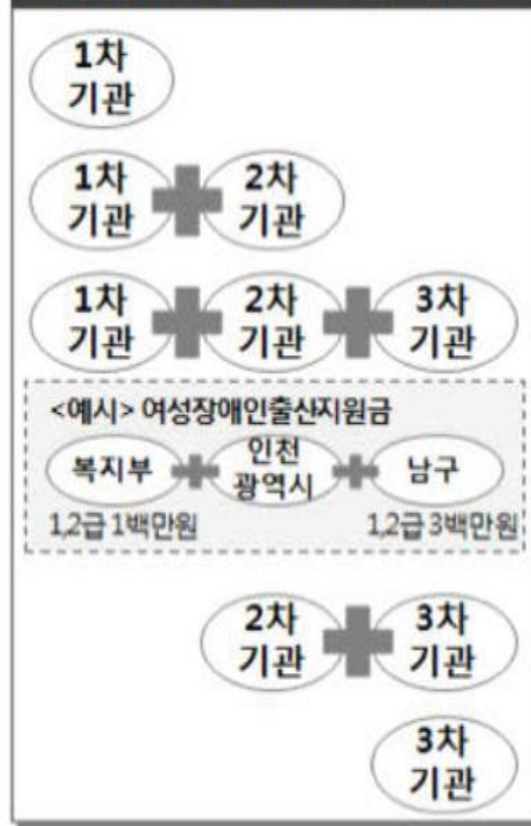 1차
기관
1차
기관
2차
기관
1차
기관
2차
기관
3차
기관
<예시> 여성장애인출산지원금
복지부
인천
광역시
남구
1,2급 1백만원
1,2급 3백만원
2차
기관
3차
기관
3차
기관